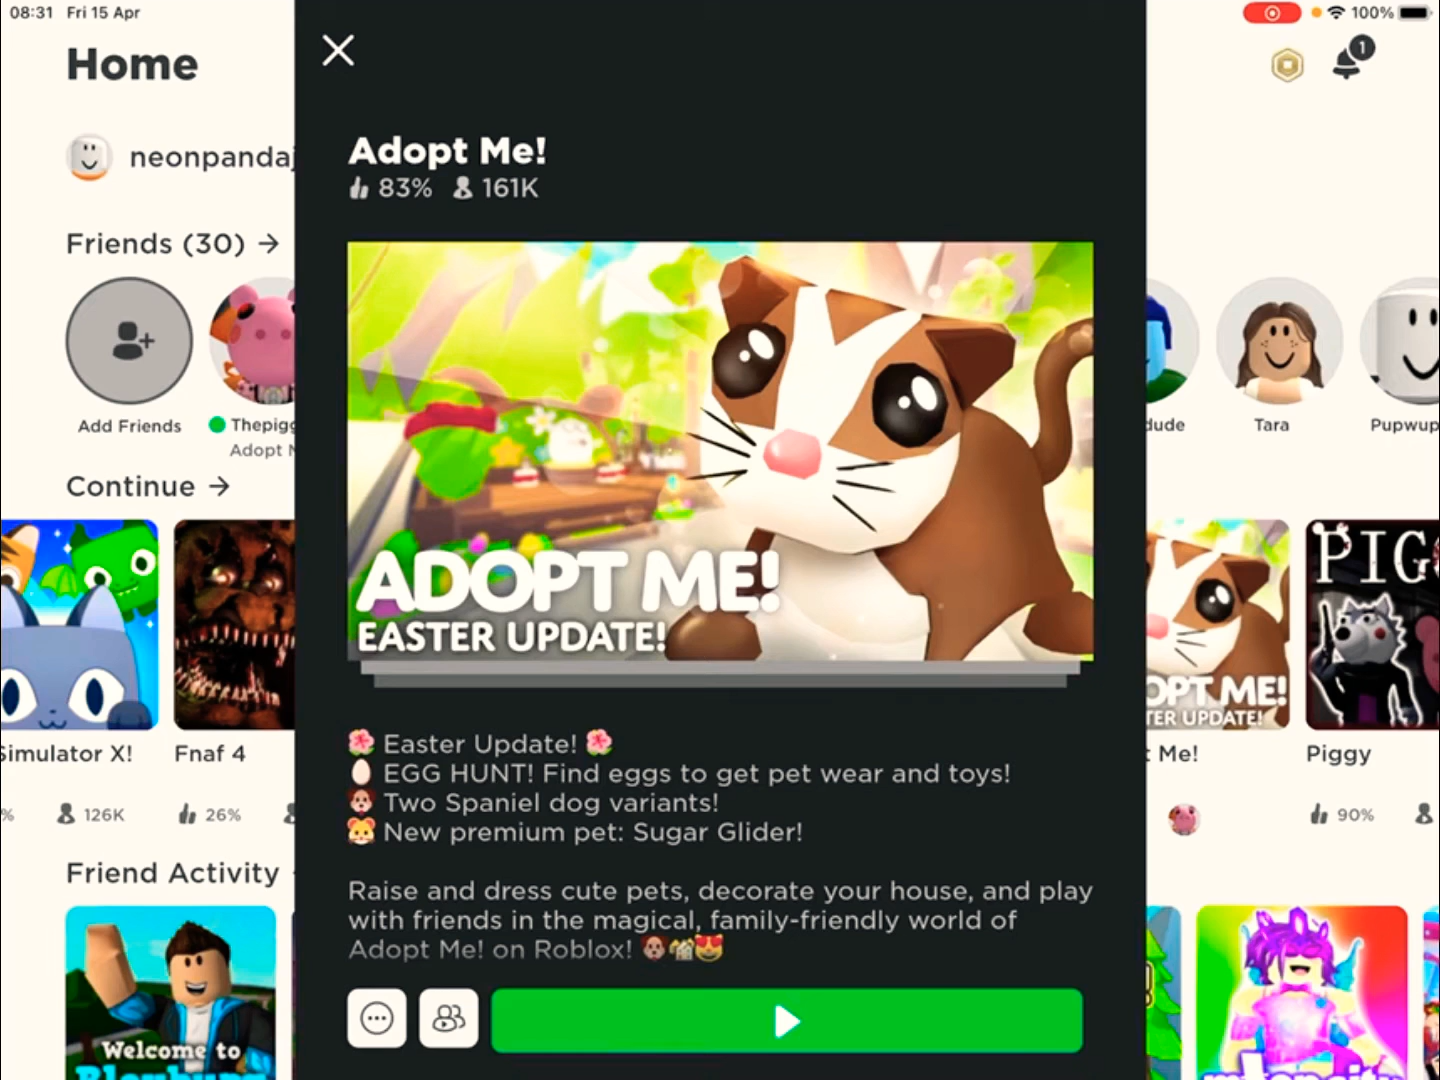 08:31 Fri 15 Apr
100%
Home
1
neonpandaj
Friends (30) →
Add Friends
Thepigg
Adopt
dude
Tara
Pupwup
Continue →
Simulator X!
126K
Fnaf 4
26%
OPT ME!
TER UPDATE!
Me!
PIG
Piggy
90%
Friend Activity
Welcome to
Adopt Me!
83% 161K
ADOPT ME!
EASTER UPDATE!
🌺 Easter Update! 🌺
🥚 EGG HUNT! Find eggs to get pet wear and toys!
🐶 Two Spaniel dog variants!
🐹 New premium pet: Sugar Glider!
Raise and dress cute pets, decorate your house, and play
with friends in the magical, family-friendly world of
Adopt Me! on Roblox! 🐶🏘️😻